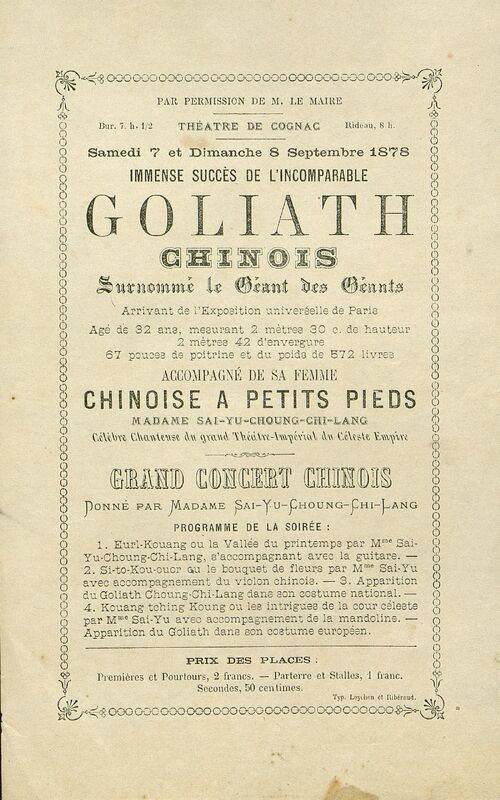 PAR PERMISSION DE M. LE MAIRE
Bur. 7. h. 1/2 THÉATRE DE COGNAC Rideau, 8 h.
Samedi 7 et Dimanche 8 Septembre 1878
IMMENSE SUCCÈS DE L'INCOMPARABLE
GOLIATH
CHINOIS
Surnommé le Géant des Géants
Arrivant de l'Exposition universelle de Paris
Agé de 32 ans, mesurant 2 mètres 30 c. de hauteur
2 mètres 42 d'envergure
67 pouces de poitrine et du poids de 572 livres
ACCOMPAGNÉ DE SA FEMME
CHINOISE A PETITS PIEDS
MADAME SAI-YU-CHOUNG-CHI-LANG
Célèbre Chanteuse du grand Théâtre-Impérial du Céleste Empire
GRAND CONCERT CHINOIS
DONNÉ PAR MADAME SAI-YU-CHOUNG-CHI-LANG
PROGRAMME DE LA SOIRÉE :
1. Eurl-Kouang ou la Vallée du printemps par Mme Sai-
Yu-Choung-Chi-Lang, s'accompagnant avec la guitare. —
2. Si-to-Kou-ouor ou le bouquet de fleurs par Mme Sai-Yu
avec accompagnement du violon chinois. — 3. Apparition
du Goliath Choung-Chi-Lang dans son costume national. —
4. Kouang tching Koung ou les intrigues de la cour céleste
par Mme Sai-Yu avec accompagnement de la mandoline. —
Apparition du Goliath dans son costume européen.
PRIX DES PLACES :
Premières et Pourtours, 2 francs. — Parterre et Stalles, 1 franc.
Secondes, 50 centimes.
Typ. Loychon et Ribéraud.